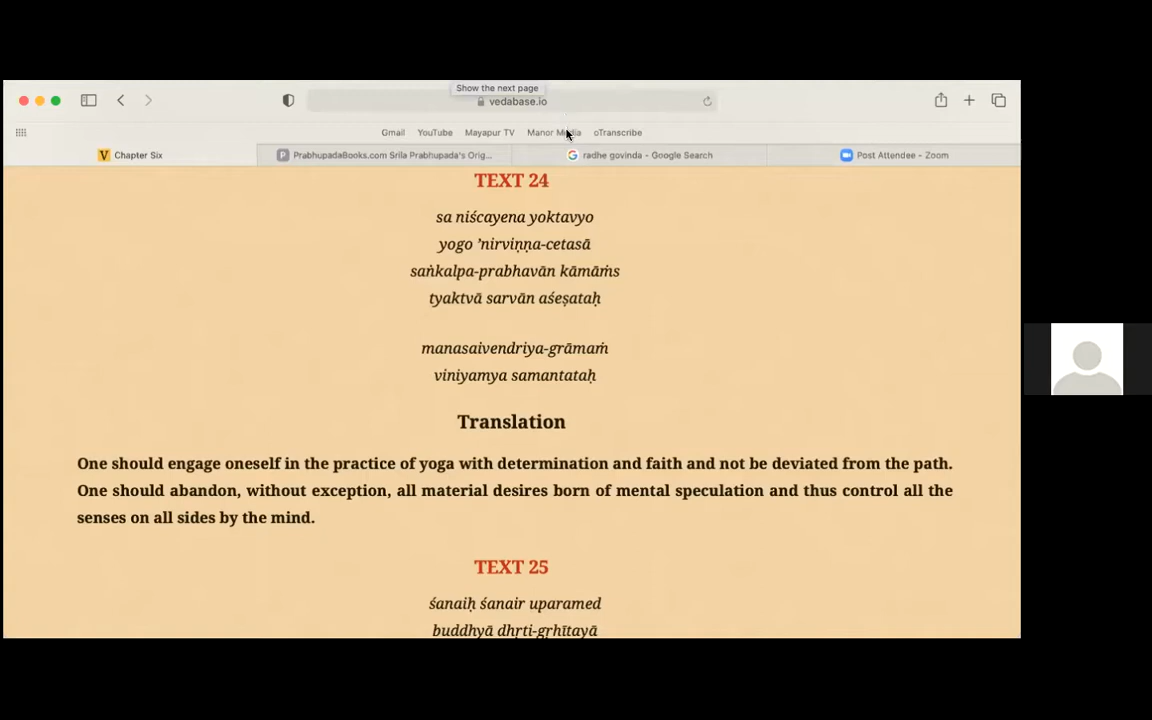 Show the next page
vedabase.io
Gmail YouTube Mayapur TV Manor Media oTranscribe
V Chapter Six P PrabhupadaBooks.com Srila Prabhupada's Orig... G radhe govinda - Google Search Post Attendee - Zoom
TEXT 24
sa niścayena yoktavyo
yogo ’nirviṇṇa-cetasā
saṅkalpa-prabhavān kāmāṁs
tyaktvā sarvān aśeṣataḥ
manasaivendriya-grāmaṁ
viniyamya samantataḥ
Translation
One should engage oneself in the practice of yoga with determination and faith and not be deviated from the path.
One should abandon, without exception, all material desires born of mental speculation and thus control all the
senses on all sides by the mind.
TEXT 25
śanaiḥ śanair uparamed
buddhyā dhṛti-gṛhītayā